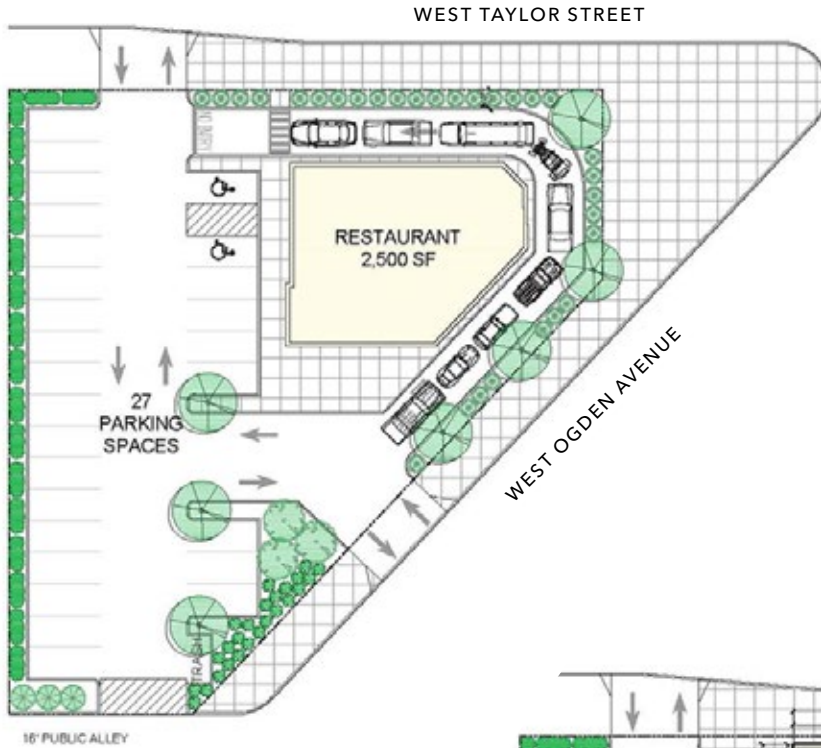 WEST TAYLOR STREET
RESTAURANT
2,500 SF
27
PARKING
SPACES
WEST OGDEN AVENUE
TRASH
16' PUBLIC ALLEY